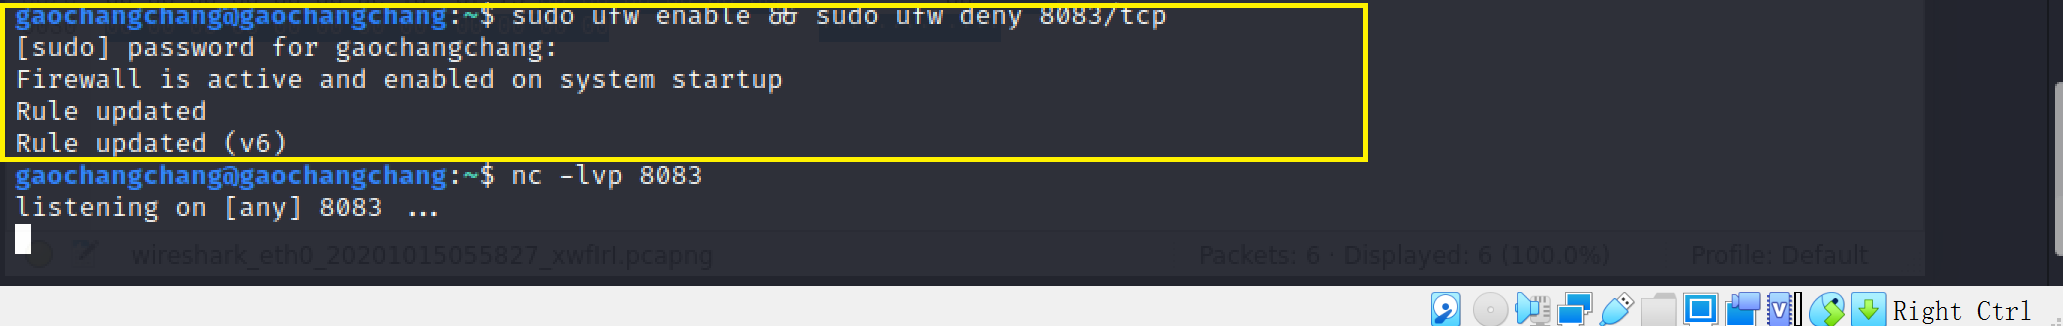 gaochangchang@gaochangchang:~$ sudo ufw enable && sudo ufw deny 8083/tcp
[sudo] password for gaochangchang:
Firewall is active and enabled on system startup
Rule updated
Rule updated (v6)
gaochangchang@gaochangchang:~$ nc -lvp 8083
listening on [any] 8083 ...
wireshark_eth0_20201015055827_xwflrl.pcapng Packets: 6 · Displayed: 6 (100.0%) Profile: Default
Right Ctrl